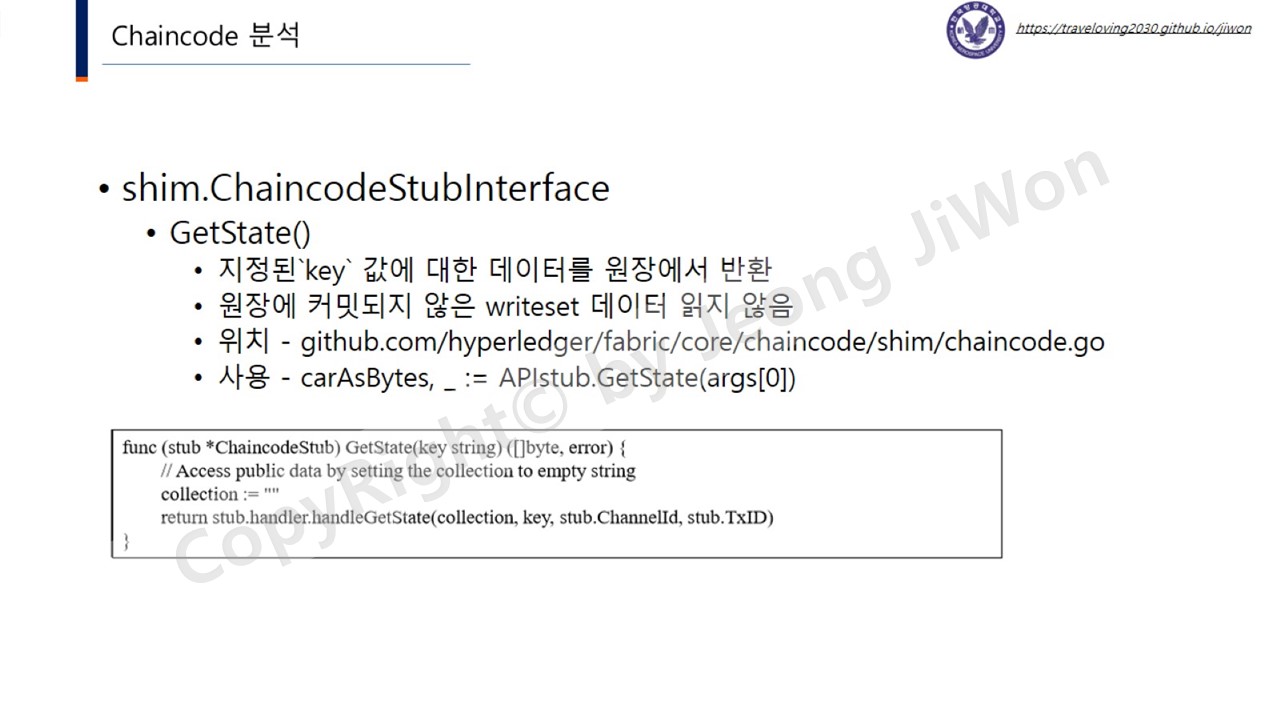 Chaincode 분석
https://traveloving2030.github.io/jiwon
• shim.ChaincodeStubInterface
• GetState()
• 지정된`key` 값에 대한 데이터를 원장에서 반환
• 원장에 커밋되지 않은 writeset 데이터 읽지 않음
• 위치 - github.com/hyperledger/fabric/core/chaincode/shim/chaincode.go
• 사용 - carAsBytes, _ := APIstub.GetState(args[0])
func (stub *ChaincodeStub) GetState(key string) ([]byte, error) {
// Access public data by setting the collection to empty string
collection := ""
return stub.handler.handleGetState(collection, key, stub.ChannelId, stub.TxID)
}
CopyRight© by Jeong JiWon